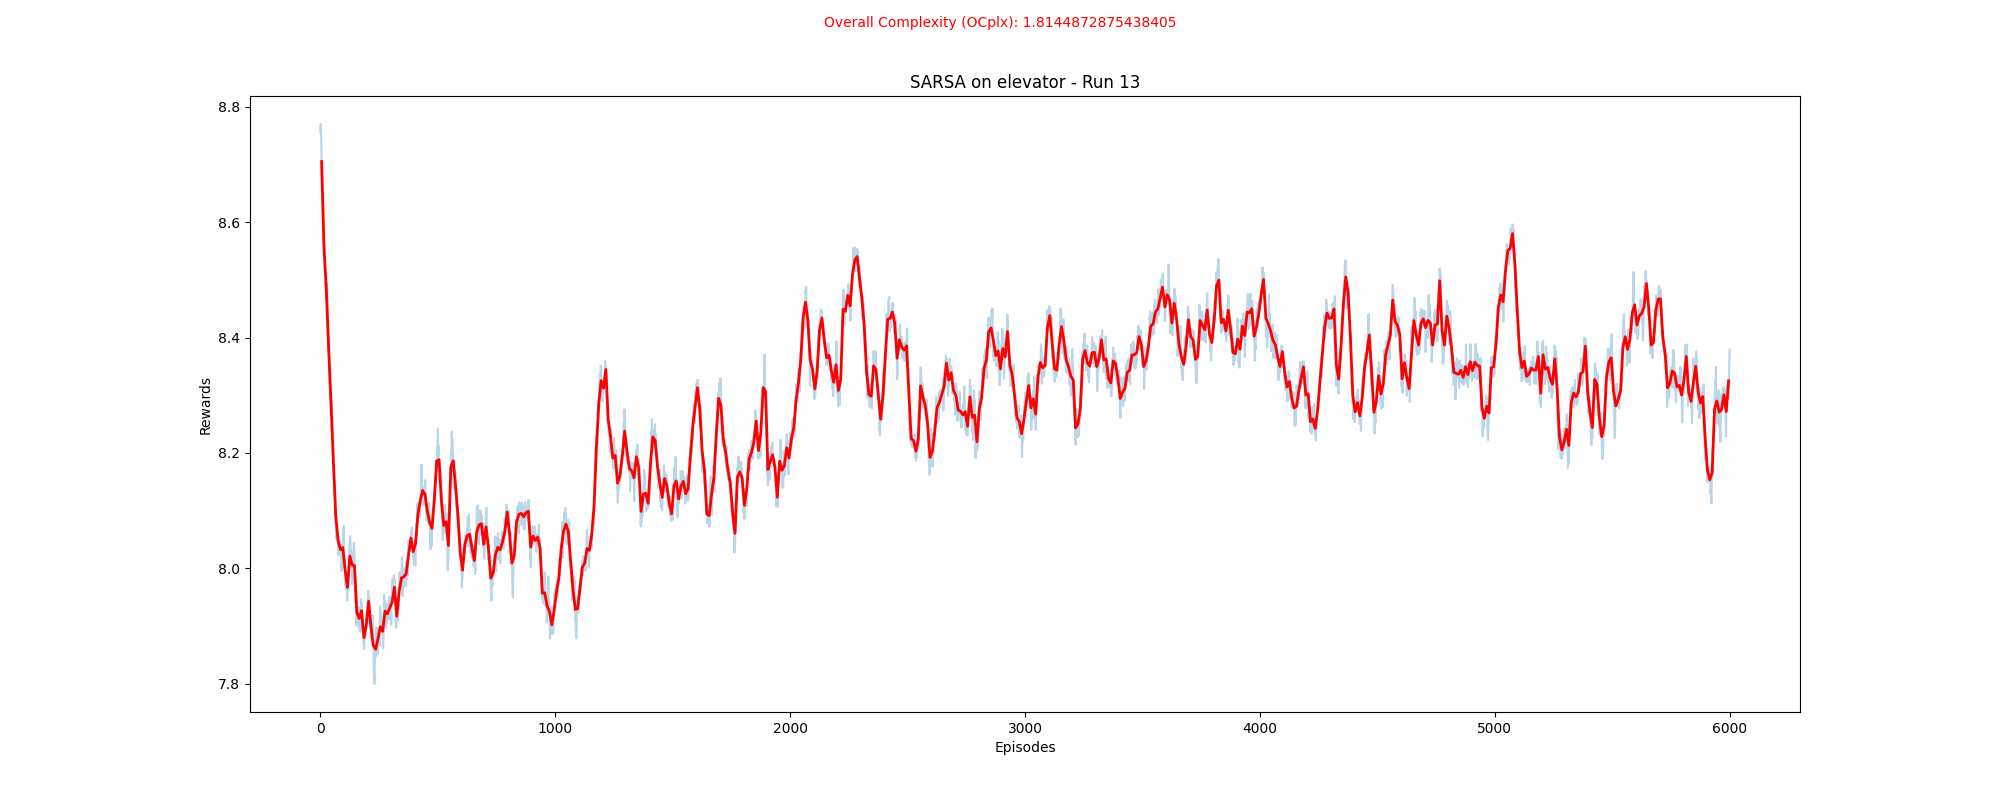 Overall Complexity (OCplx): 1.8144872875438405
SARSA on elevator - Run 13
8.8
8.6
8.4
8.2
8.0
7.8
Rewards
0 1000 2000 3000 4000 5000 6000
Episodes